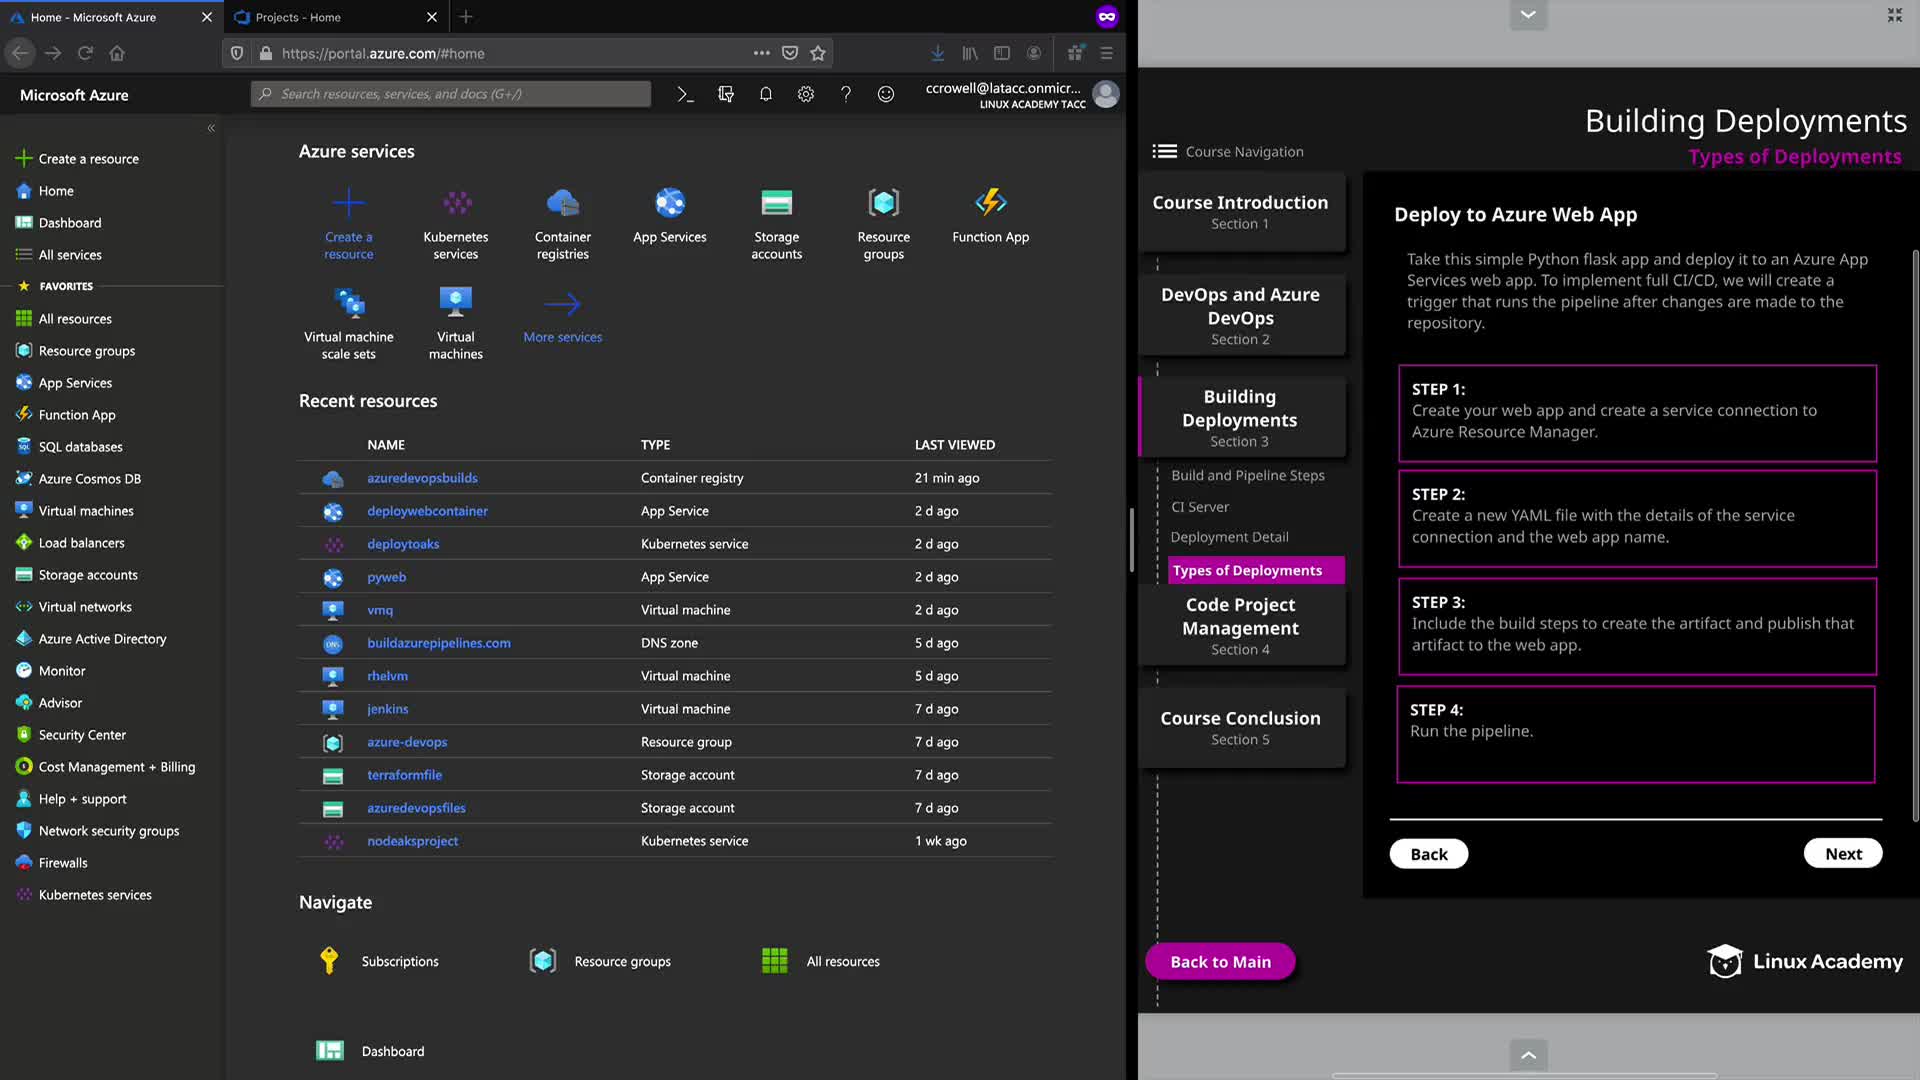 Home - Microsoft Azure
Projects - Home
https://portal.azure.com/#home
Microsoft Azure
Search resources, services, and docs (G+/)
ccrowell@latacc.onmicr...
LINUX ACADEMY TACC
Create a resource
Home
Dashboard
All services
FAVORITES
All resources
Resource groups
App Services
Function App
SQL databases
Azure Cosmos DB
Virtual machines
Load balancers
Storage accounts
Virtual networks
Azure Active Directory
Monitor
Advisor
Security Center
Cost Management + Billing
Help + support
Network security groups
Firewalls
Kubernetes services
Azure services
Create a
resource
Kubernetes
services
Container
registries
App Services
Storage
accounts
Resource
groups
Function App
Virtual machine
scale sets
Virtual
machines
More services
Recent resources
NAME TYPE LAST VIEWED
azuredevopsbuilds Container registry 21 min ago
deploywebcontainer App Service 2 d ago
deploytoaks Kubernetes service 2 d ago
pyweb App Service 2 d ago
vmq Virtual machine 2 d ago
DNS buildazurepipelines.com DNS zone 5 d ago
rhelvm Virtual machine 5 d ago
jenkins Virtual machine 7 d ago
azure-devops Resource group 7 d ago
terraformfile Storage account 7 d ago
azuredevopsfiles Storage account 7 d ago
nodeaksproject Kubernetes service 1 wk ago
Navigate
Subscriptions
Resource groups
All resources
Dashboard
Building Deployments
Types of Deployments
Course Navigation
Course Introduction
Section 1
DevOps and Azure
DevOps
Section 2
Building
Deployments
Section 3
Build and Pipeline Steps
CI Server
Deployment Detail
Types of Deployments
Code Project
Management
Section 4
Course Conclusion
Section 5
Back to Main
Deploy to Azure Web App
Take this simple Python flask app and deploy it to an Azure App
Services web app. To implement full CI/CD, we will create a
trigger that runs the pipeline after changes are made to the
repository.
STEP 1:
Create your web app and create a service connection to
Azure Resource Manager.
STEP 2:
Create a new YAML file with the details of the service
connection and the web app name.
STEP 3:
Include the build steps to create the artifact and publish that
artifact to the web app.
STEP 4:
Run the pipeline.
Back
Next
Linux Academy